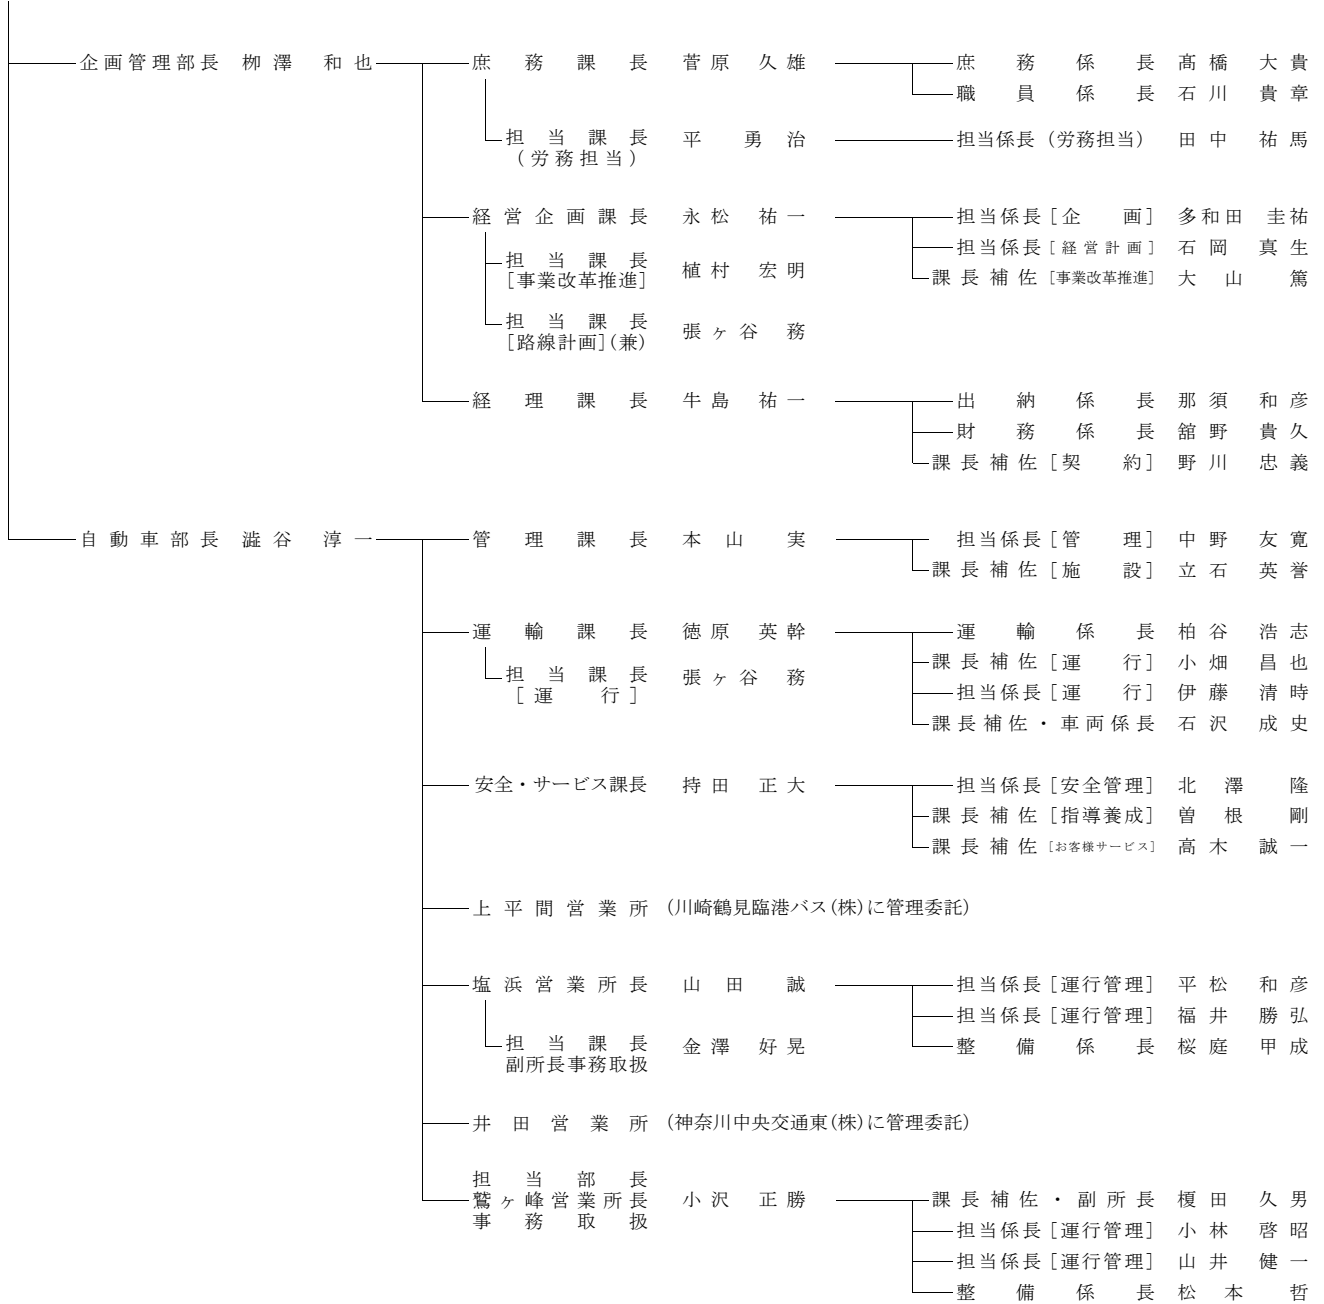 企画管理部長 栁澤 和也 庶務課長 菅原 久雄 庶務係長 髙橋 大貴
職員係長 石川 貴章
担当課長 平 勇治 担当係長(労務担当) 田中 祐馬
(労務担当)
経営企画課長 永松 祐一 担当係長[企画] 多和田 圭祐
担当係長[経営計画] 石岡 真生
担当課長 植村 宏明
[事業改革推進]
課長補佐[事業改革推進] 大山 篤
担当課長 張ヶ谷 務
[路線計画](兼)
経理課長 牛島 祐一 出納係長 那須 和彦
財務係長 舘野 貴久
課長補佐[契約] 野川 忠義
自動車部長 澁谷 淳一 管理課長 本山 実 担当係長[管理] 中野 友寛
課長補佐[施設] 立石 英誉
運輸課長 徳原 英幹 運輸係長 柏谷 浩志
課長補佐[運行] 小畑 昌也
担当課長 張ヶ谷 務
[運行]
担当係長[運行] 伊藤 清時
課長補佐・車両係長 石沢 成史
安全・サービス課長 持田 正大 担当係長[安全管理] 北澤 隆
課長補佐[指導養成] 曽根 剛
課長補佐[お客様サービス] 高木 誠一
上平間営業所 (川崎鶴見臨港バス(株)に管理委託)
塩浜営業所長 山田 誠 担当係長[運行管理] 平松 和彦
担当係長[運行管理] 福井 勝弘
担当課長 金澤 好晃 整備係長 桜庭 甲成
副所長事務取扱
井田営業所 (神奈川中央交通東(株)に管理委託)
担当部長
鷲ヶ峰営業所長 小沢 正勝 課長補佐・副所長 榎田 久男
事務取扱
担当係長[運行管理] 小林 啓昭
担当係長[運行管理] 山井 健一
整備係長 松本 哲